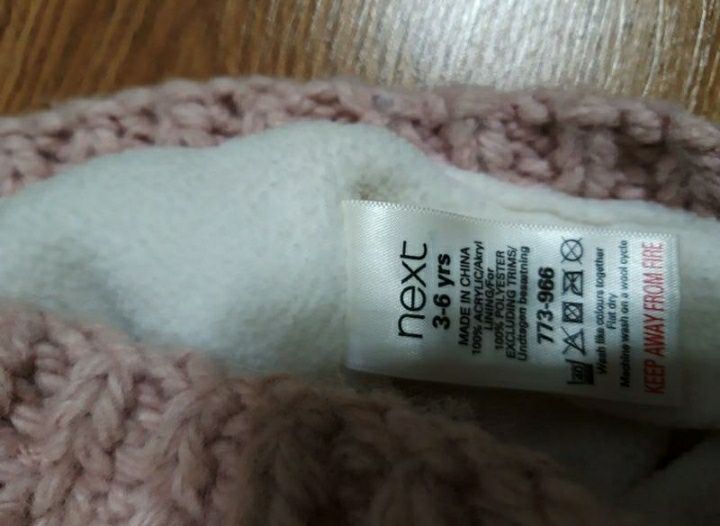 next
3-6 yrs
MADE IN CHINA
100% ACRYLIC/Akryl
LINING/For
100% POLYESTER
EXCLUDING TRIMS/
Undtagen besætning
773-966
Wash like colours together
Flat dry
Machine wash on a wool cycle
KEEP AWAY FROM FIRE